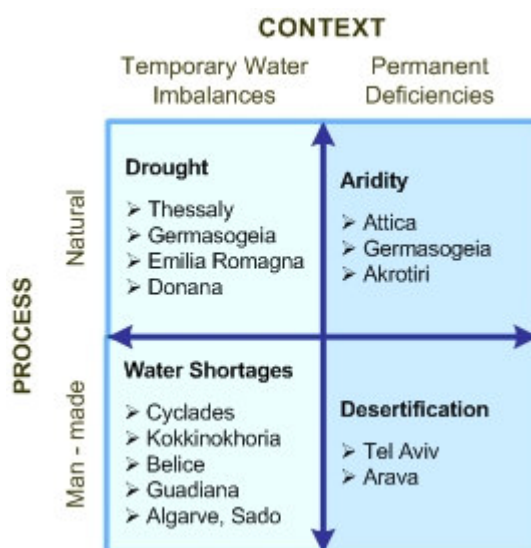 CONTEXT
Temporary Water
Imbalances
Permanent
Deficiencies
PROCESS
Natural
Drought
➢ Thessaly
➢ Germasogeia
➢ Emilia Romagna
➢ Donana
Aridity
➢ Attica
➢ Germasogeia
➢ Akrotiri
Man - made
Water Shortages
➢ Cyclades
➢ Kokkinokhoria
➢ Belice
➢ Guadiana
➢ Algarve, Sado
Desertification
➢ Tel Aviv
➢ Arava